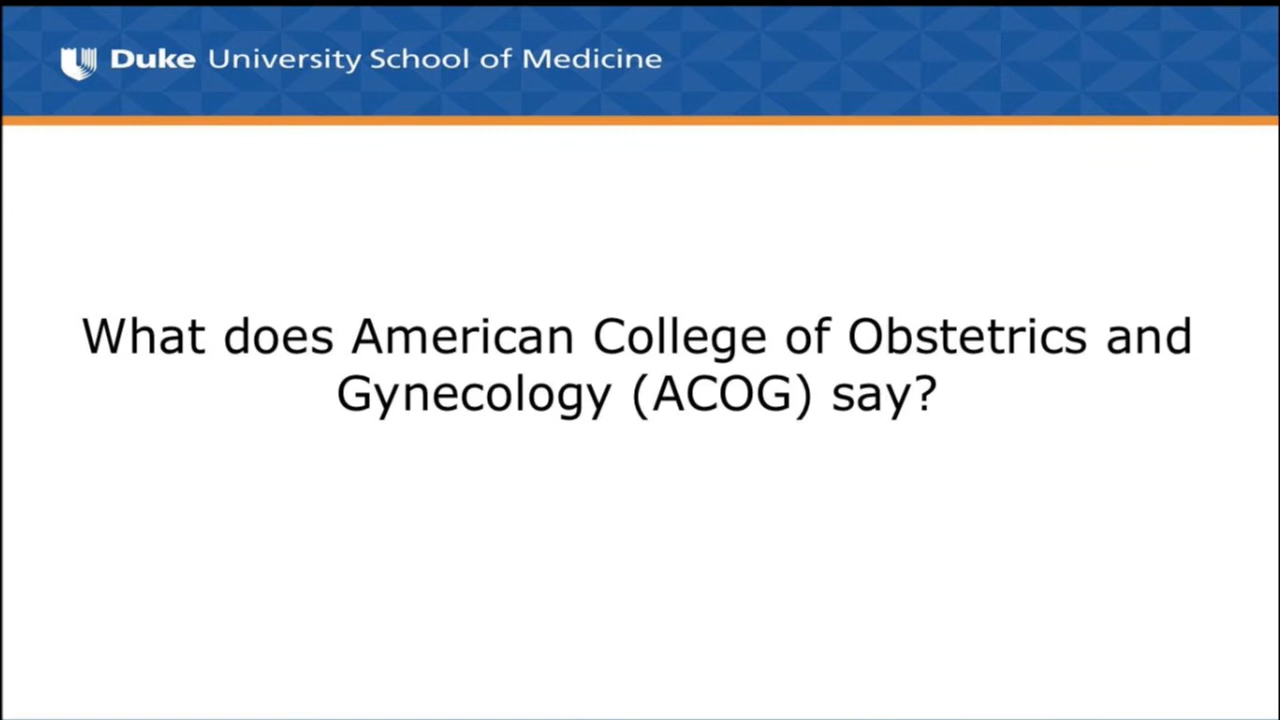 Duke University School of Medicine
What does American College of Obstetrics and
Gynecology (ACOG) say?